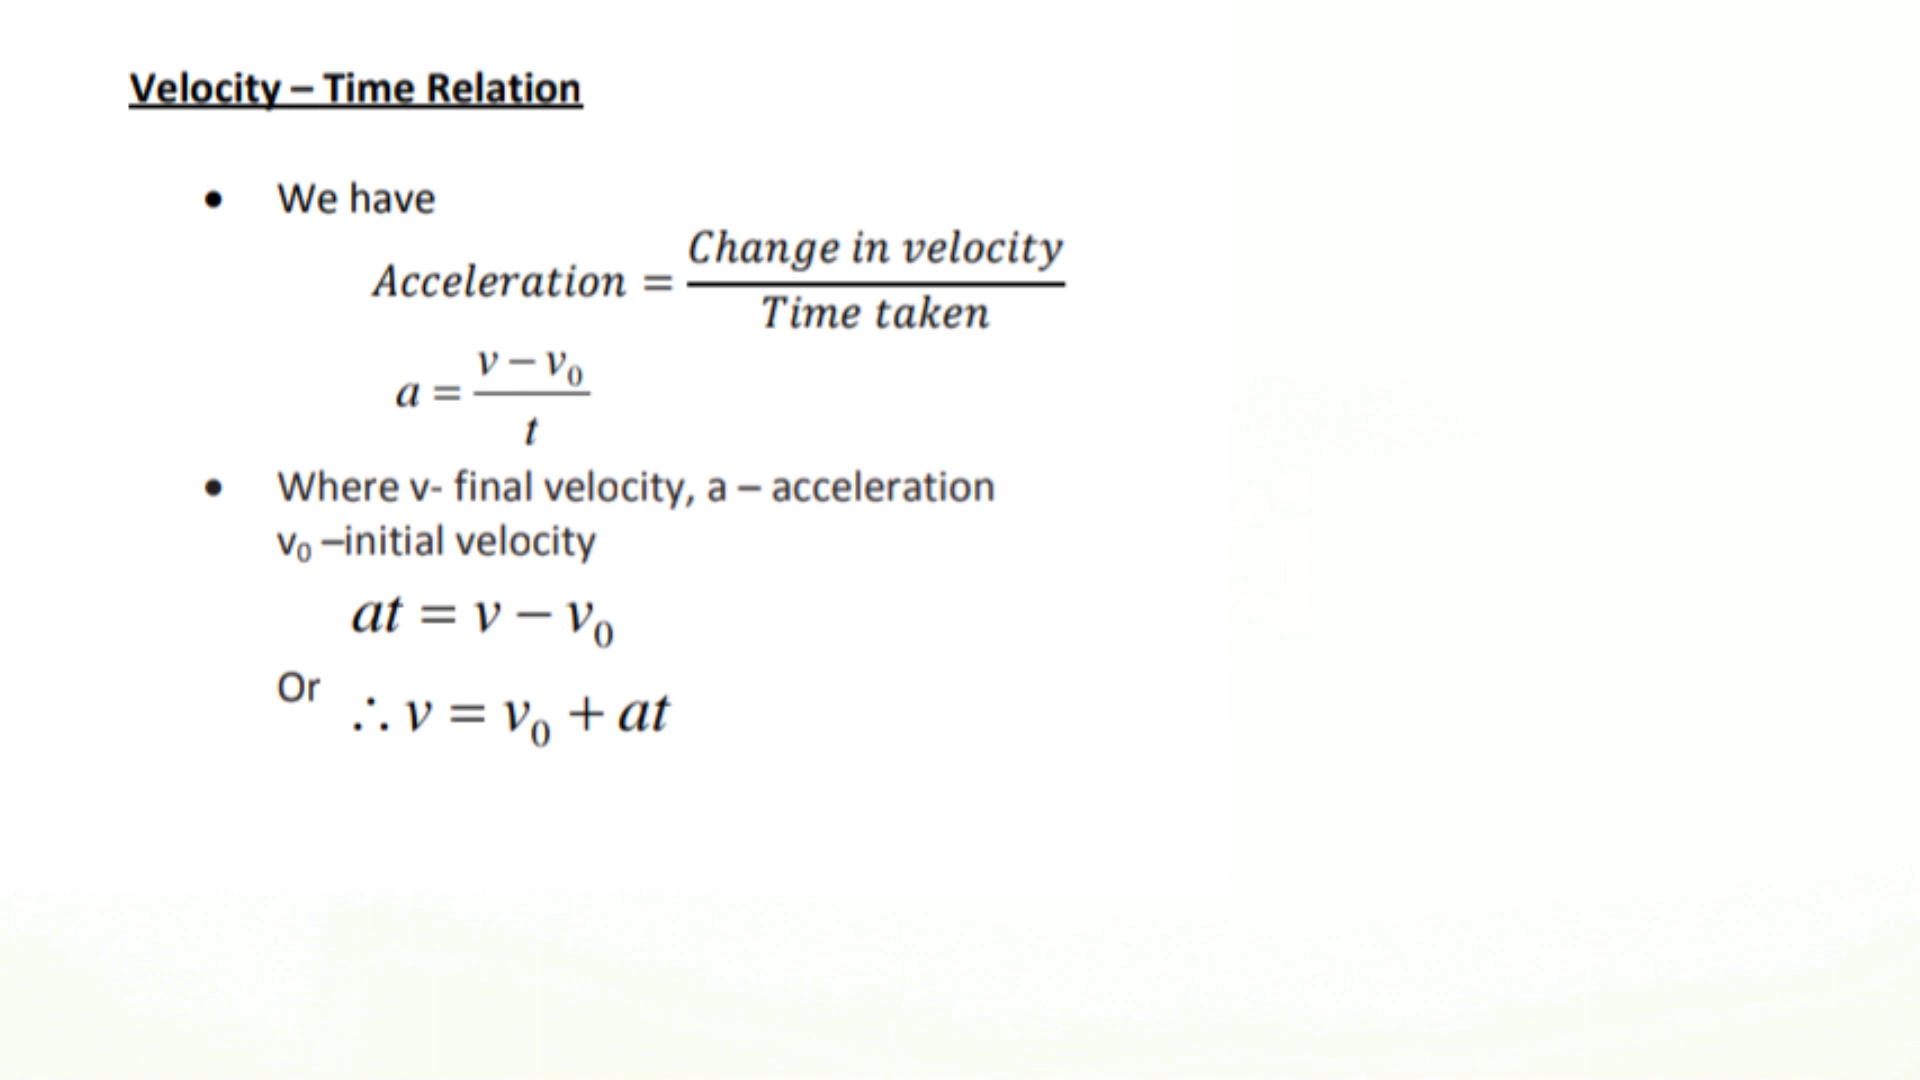 Velocity – Time Relation
• We have
Acceleration = Change in velocity / Time taken
a = v – v₀ / t
• Where v- final velocity, a – acceleration
v₀ –initial velocity
at = v – v₀
Or ∴ v = v₀ + at